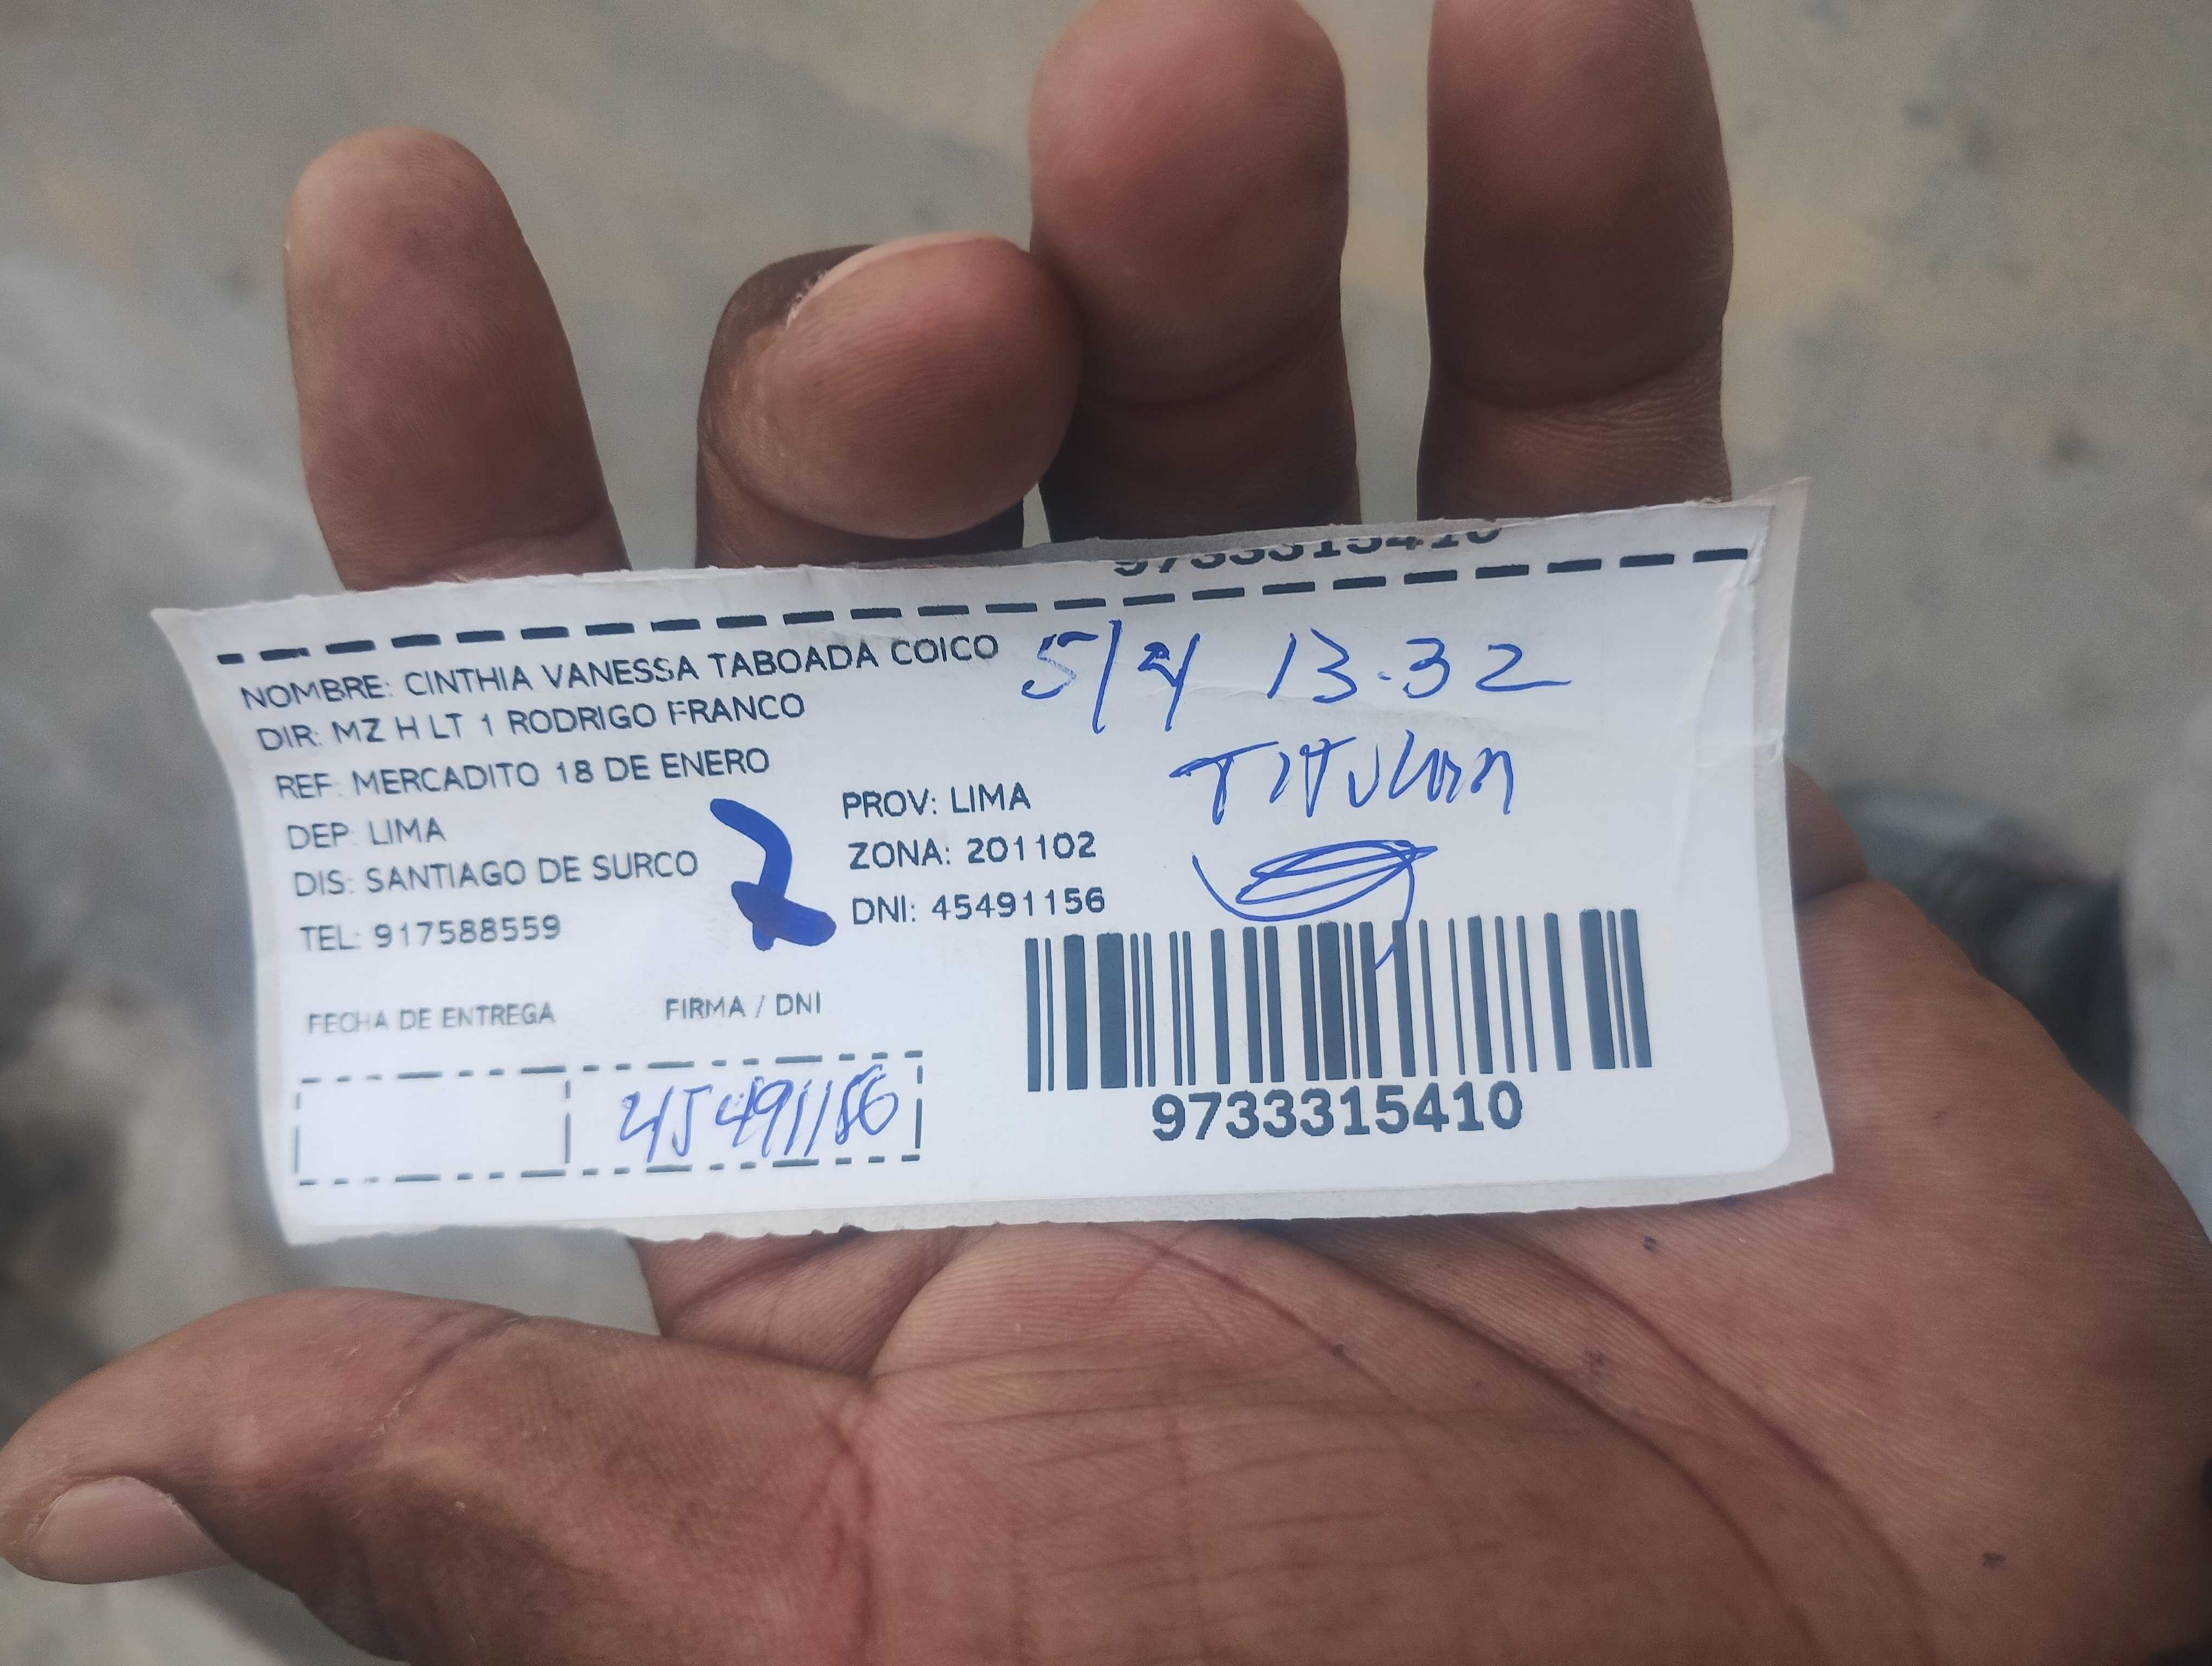 9733315410
NOMBRE: CINTHIA VANESSA TABOADA COICO
5/4 13.32
DIR: MZ H LT 1 RODRIGO FRANCO
TITULAR
REF: MERCADITO 18 DE ENERO
DEP: LIMA
PROV: LIMA
DIS: SANTIAGO DE SURCO
ZONA: 201102
TEL: 917588559
DNI: 45491156
2
FECHA DE ENTREGA
FIRMA / DNI
45491156
9733315410